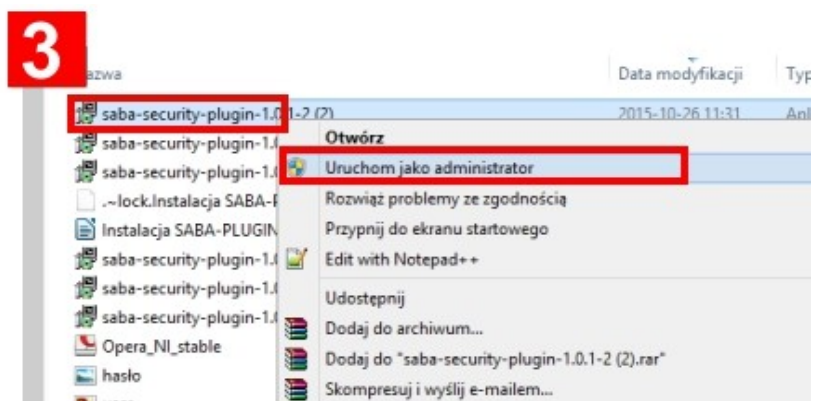 3
azwa Data modyfikacji Typ
saba-security-plugin-1.0.1-2 (2) 2015-10-26 11:31 Apl
saba-security-plugin-1.0 Otwórz
saba-security-plugin-1.0 Uruchom jako administrator
.~lock.Instalacja SABA-P Rozwiąż problemy ze zgodnością
Instalacja SABA-PLUGIN Przypnij do ekranu startowego
saba-security-plugin-1.0 Edit with Notepad++
saba-security-plugin-1.0 Udostępnij
saba-security-plugin-1.0 Dodaj do archiwum...
Opera_NI_stable Dodaj do "saba-security-plugin-1.0.1-2 (2).rar"
hasło Skompresuj i wyślij e-mailem...